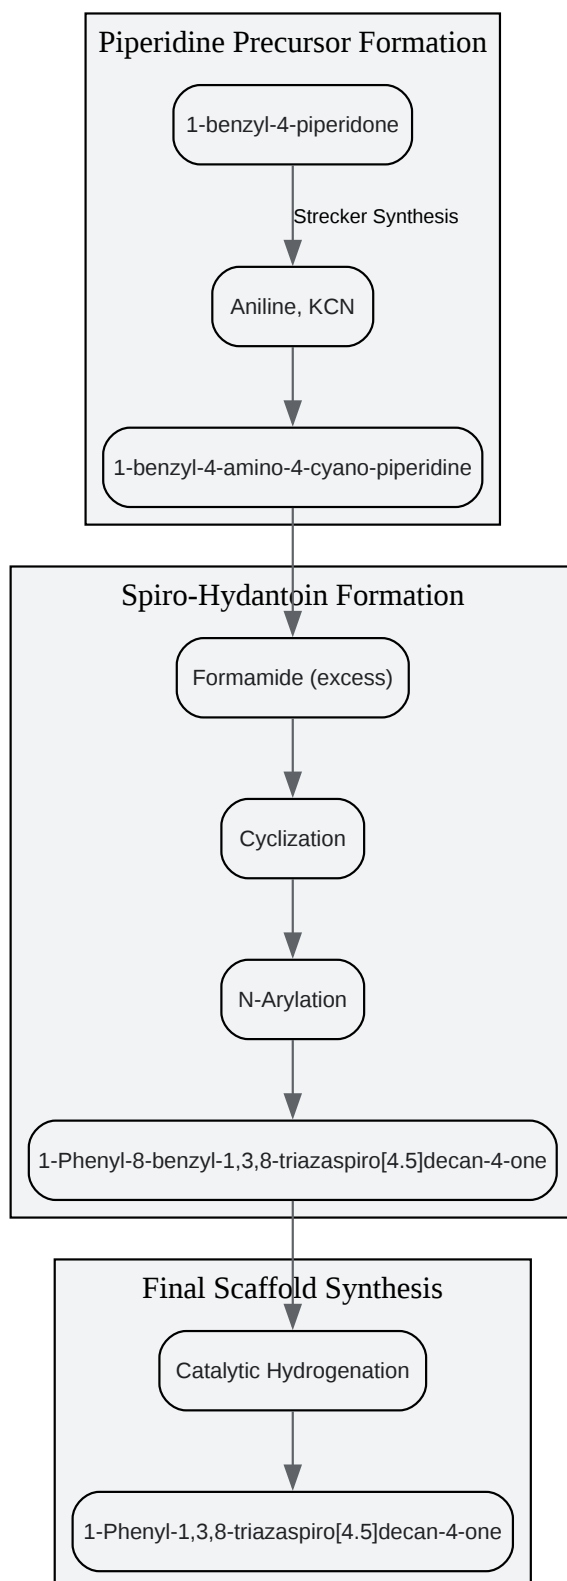 Piperidine Precursor Formation
1-benzyl-4-piperidone
Strecker Synthesis
Aniline, KCN
1-benzyl-4-amino-4-cyano-piperidine
Spiro-Hydantoin Formation
Formamide (excess)
Cyclization
N-Arylation
1-Phenyl-8-benzyl-1,3,8-triazaspiro[4.5]decan-4-one
Final Scaffold Synthesis
Catalytic Hydrogenation
1-Phenyl-1,3,8-triazaspiro[4.5]decan-4-one